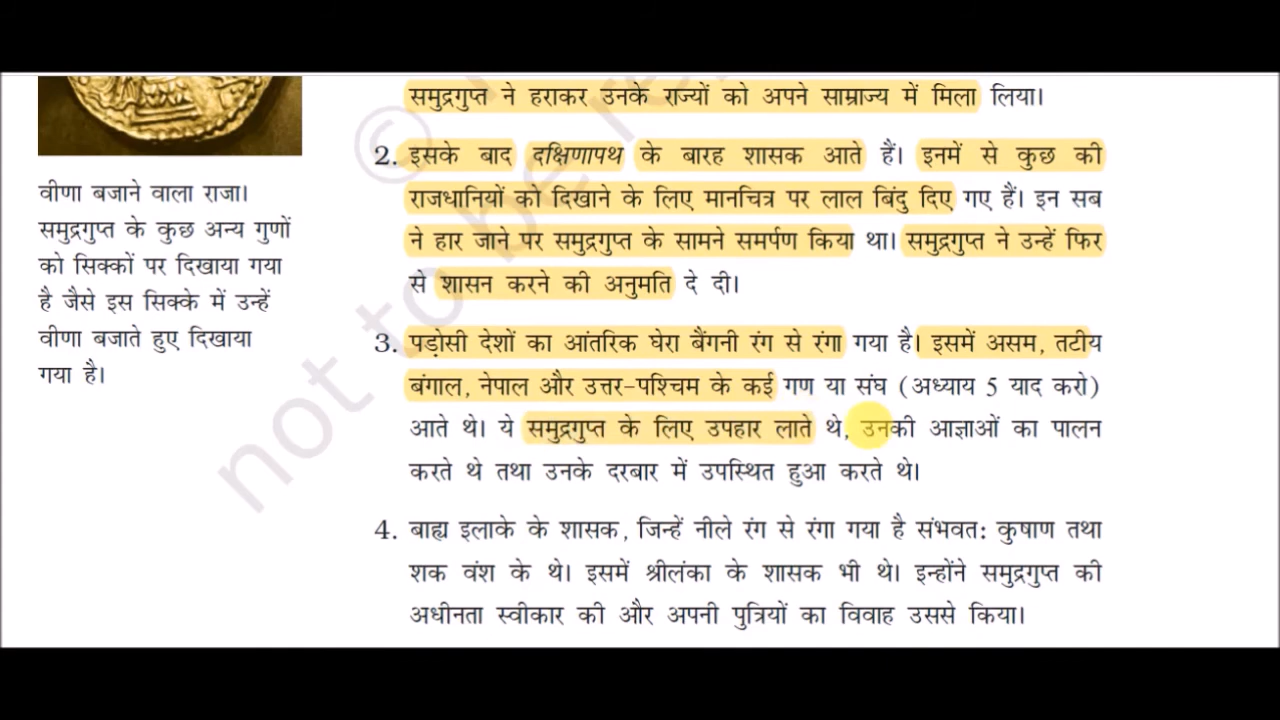 समुद्रगुप्त ने हराकर उनके राज्यों को अपने साम्राज्य में मिला लिया।
2. इसके बाद दक्षिणापथ के बारह शासक आते हैं। इनमें से कुछ की
राजधानियों को दिखाने के लिए मानचित्र पर लाल बिंदु दिए गए हैं। इन सब
ने हार जाने पर समुद्रगुप्त के सामने समर्पण किया था। समुद्रगुप्त ने उन्हें फिर
से शासन करने की अनुमति दे दी।
3. पड़ोसी देशों का आंतरिक घेरा बैंगनी रंग से रंगा गया है। इसमें असम, तटीय
बंगाल, नेपाल और उत्तर-पश्चिम के कई गण या संघ (अध्याय 5 याद करो)
आते थे। ये समुद्रगुप्त के लिए उपहार लाते थे, उनकी आज्ञाओं का पालन
करते थे तथा उनके दरबार में उपस्थित हुआ करते थे।
4. बाह्य इलाके के शासक, जिन्हें नीले रंग से रंगा गया है संभवत: कुषाण तथा
शक वंश के थे। इसमें श्रीलंका के शासक भी थे। इन्होंने समुद्रगुप्त की
अधीनता स्वीकार की और अपनी पुत्रियों का विवाह उससे किया।
वीणा बजाने वाला राजा।
समुद्रगुप्त के कुछ अन्य गुणों
को सिक्कों पर दिखाया गया
है जैसे इस सिक्के में उन्हें
वीणा बजाते हुए दिखाया
गया है।
not to be re